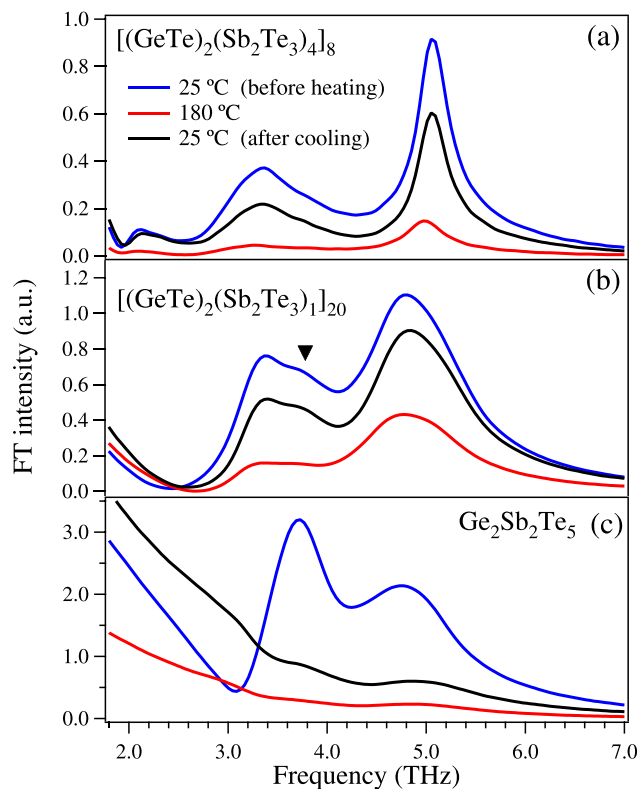 [(GeTe)₂(Sb₂Te₃)₄]₈ (a)
25 ºC (before heating)
180 ºC
25 ºC (after cooling)
1.0
0.8
0.6
0.4
0.2
0.0
[(GeTe)₂(Sb₂Te₃)₁]₂₀ (b)
▼
1.2
1.0
0.8
0.6
0.4
0.2
0.0
Ge₂Sb₂Te₅ (c)
3.0
2.0
1.0
0.0
2.0 3.0 4.0 5.0 6.0 7.0
Frequency (THz)
FT intensity (a.u.)